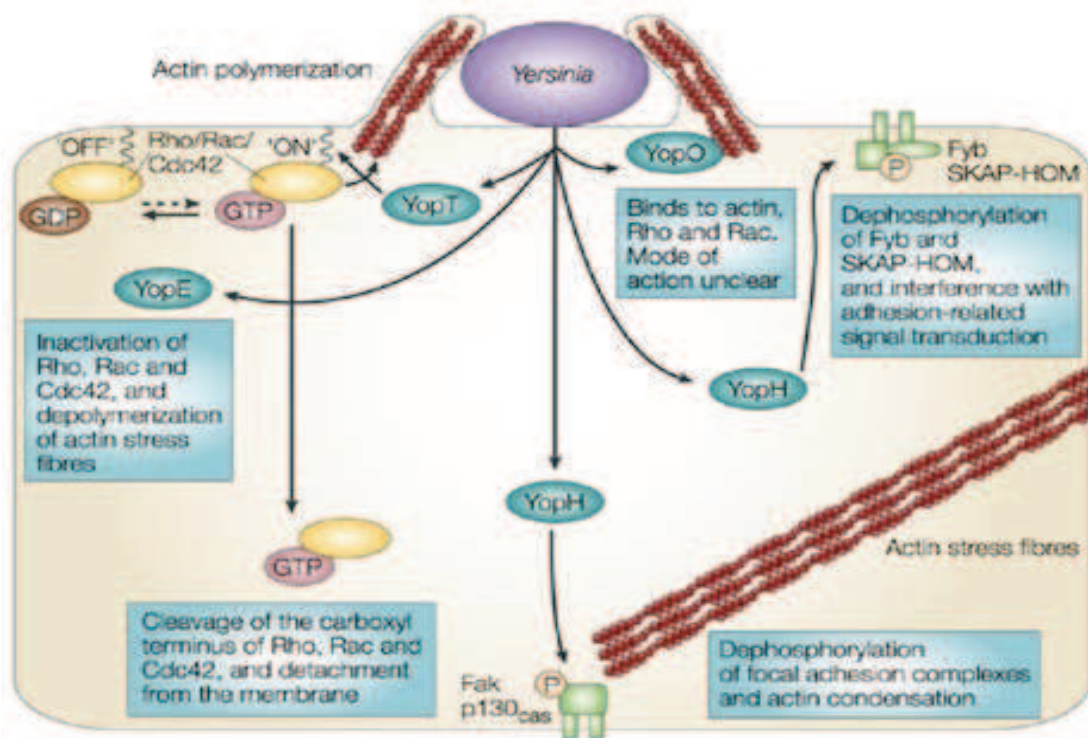 Yersinia
Actin polymerization
'OFF'
Rho/Rac/
Cdc42
'ON'
GDP
GTP
YopT
YopO
P
Fyb
SKAP-HOM
Binds to actin,
Rho and Rac.
Mode of
action unclear
Dephosphorylation
of Fyb and
SKAP-HOM,
and interference with
adhesion-related
signal transduction
YopE
Inactivation of
Rho, Rac and
Cdc42, and
depolymerization
of actin stress
fibres
YopH
YopH
Actin stress fibres
GTP
Cleavage of the carboxyl
terminus of Rho, Rac and
Cdc42, and detachment
from the membrane
P
Fak
p130cas
Dephosphorylation
of focal adhesion complexes
and actin condensation